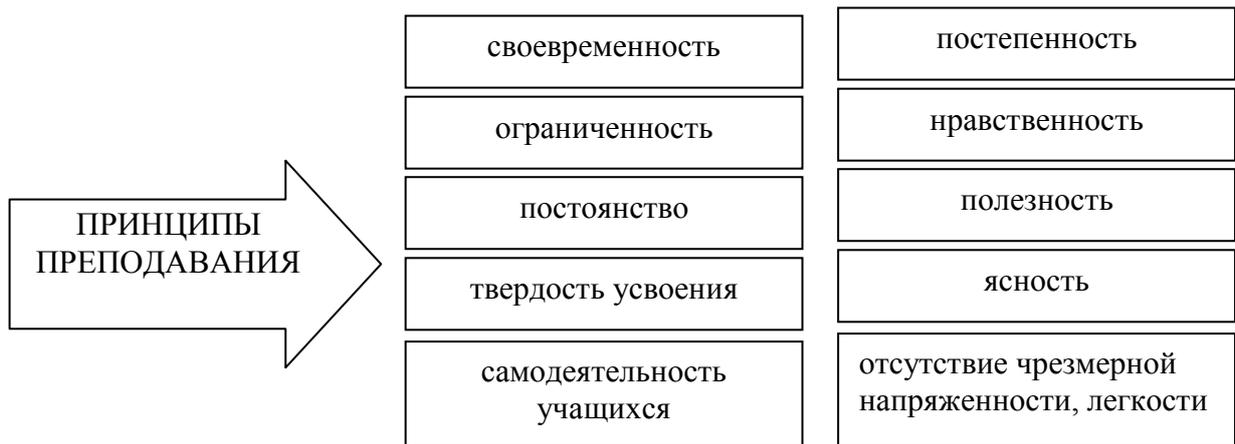 ПРИНЦИПЫ
ПРЕПОДАВАНИЯ
своевременность
ограниченность
постоянство
твердость усвоения
самодеятельность
учащихся
постепенность
нравственность
полезность
ясность
отсутствие чрезмерной
напряженности, легкости